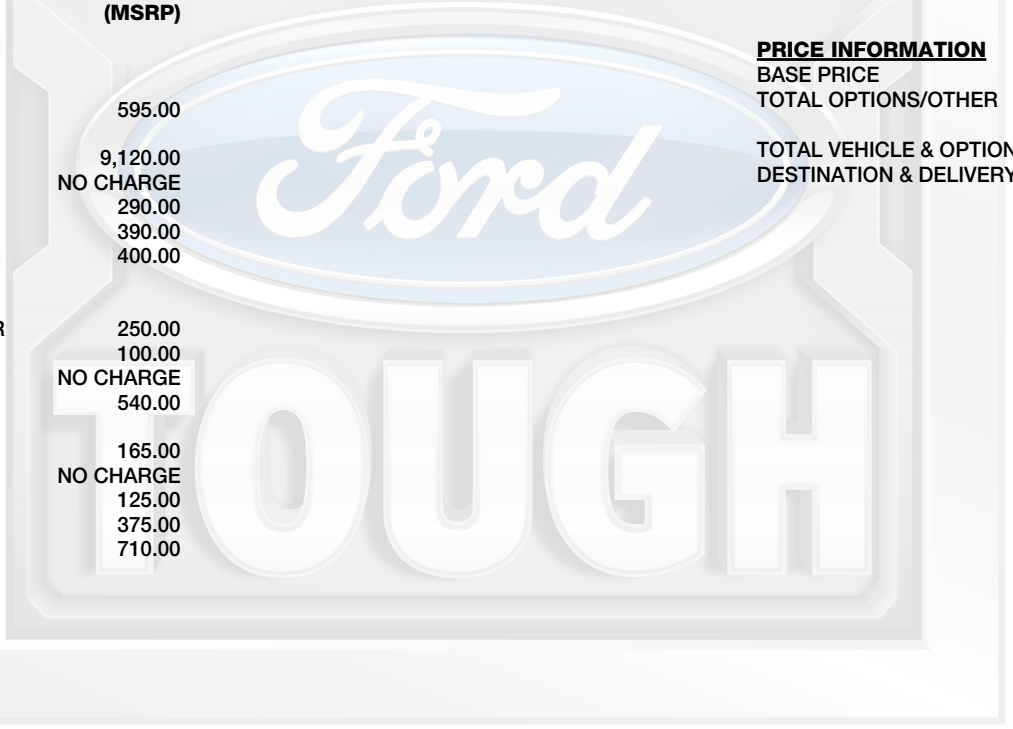 (MSRP)
595.00
9,120.00
NO CHARGE
290.00
390.00
400.00
R
250.00
100.00
NO CHARGE
540.00
165.00
NO CHARGE
125.00
375.00
710.00
PRICE INFORMATION
BASE PRICE
TOTAL OPTIONS/OTHER
TOTAL VEHICLE & OPTION
DESTINATION & DELIVERY
Ford
TOUGH